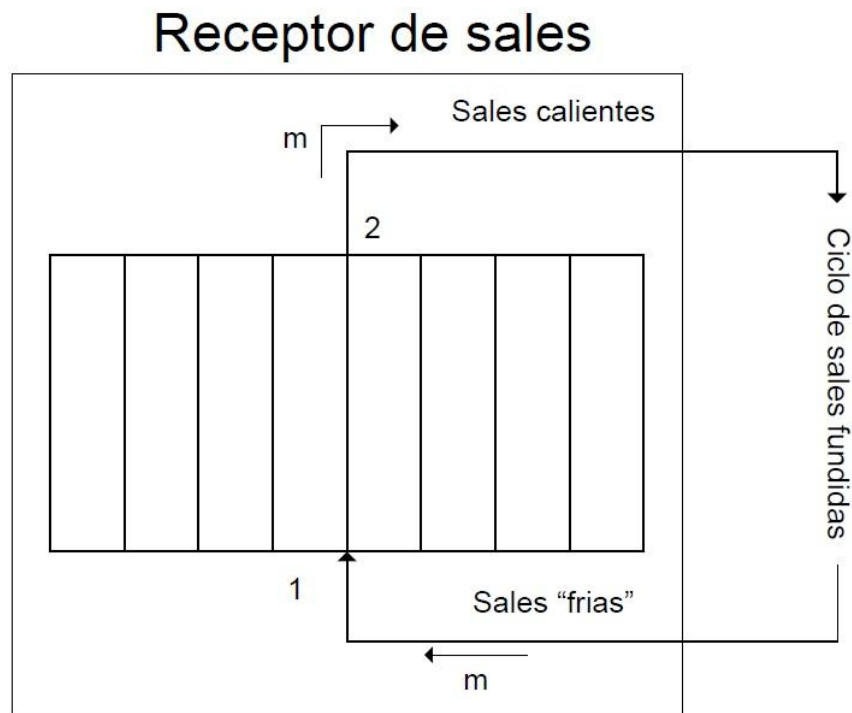 Receptor de sales
Sales calientes
m
2
Ciclo de sales fundidas
1
Sales “frias”
m